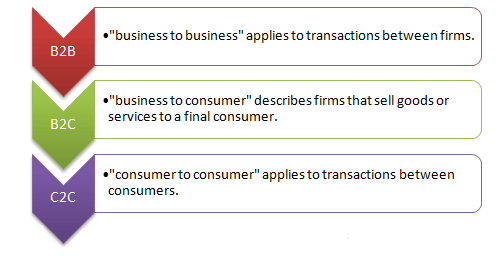 B2B
•"business to business" applies to transactions between firms.
B2C
•"business to consumer" describes firms that sell goods or
services to a final consumer.
C2C
•"consumer to consumer" applies to transactions between
consumers.